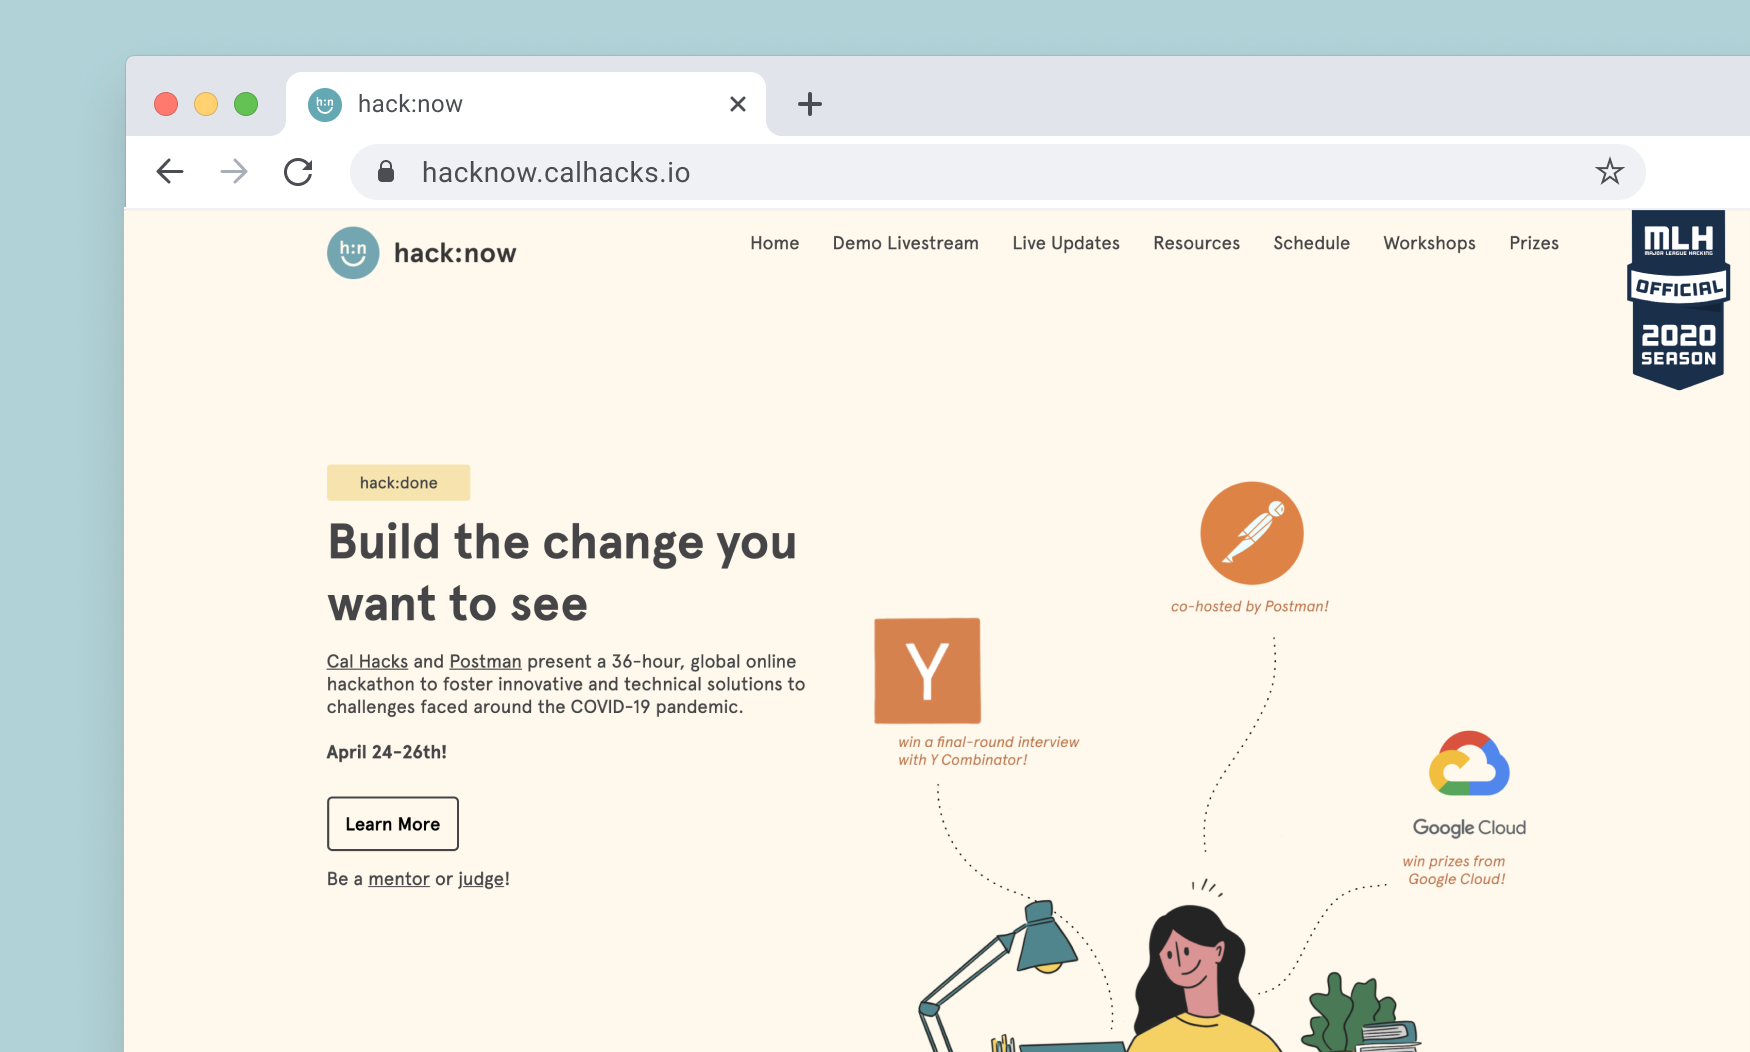 h:n
hack:now
hacknow.calhacks.io
h:n
hack:now
Home
Demo Livestream
Live Updates
Resources
Schedule
Workshops
Prizes
MLH
MAJOR LEAGUE HACKING
OFFICIAL
2020
SEASON
hack:done
Build the change you
want to see
Cal Hacks and Postman present a 36-hour, global online
hackathon to foster innovative and technical solutions to
challenges faced around the COVID-19 pandemic.
April 24-26th!
Learn More
Be a mentor or judge!
co-hosted by Postman!
Y
win a final-round interview
with Y Combinator!
Google Cloud
win prizes from
Google Cloud!